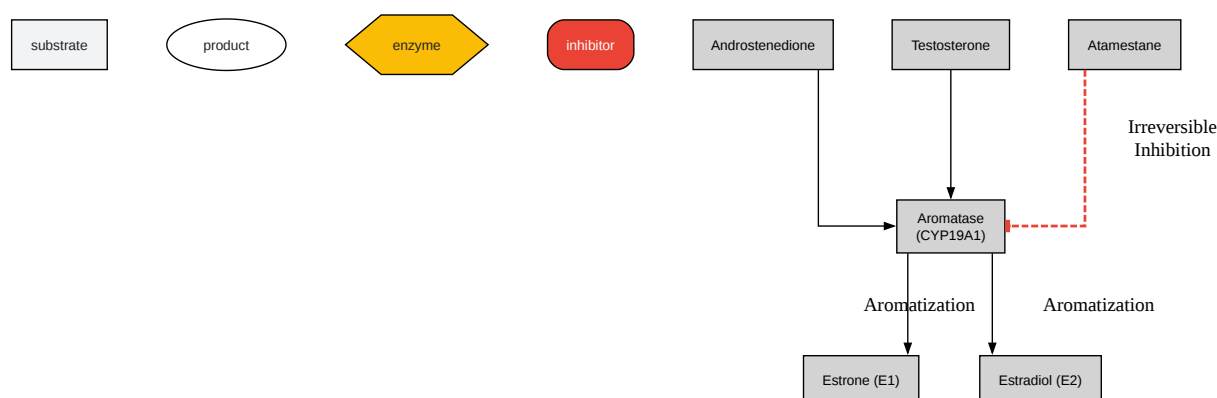 substrate
product
enzyme
inhibitor
Androstenedione
Testosterone
Atamestane
Irreversible
Inhibition
Aromatase
(CYP19A1)
Aromatization
Aromatization
Estrone (E1)
Estradiol (E2)